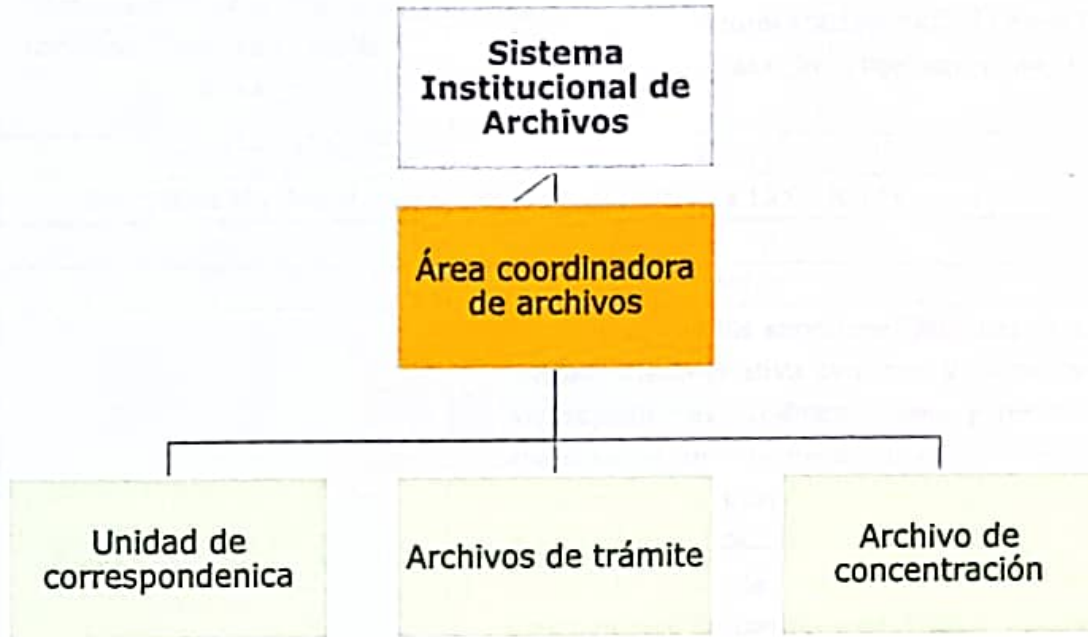 Sistema
Institucional de
Archivos
Área coordinadora
de archivos
Unidad de
correspondenica
Archivos de trámite
Archivo de
concentración